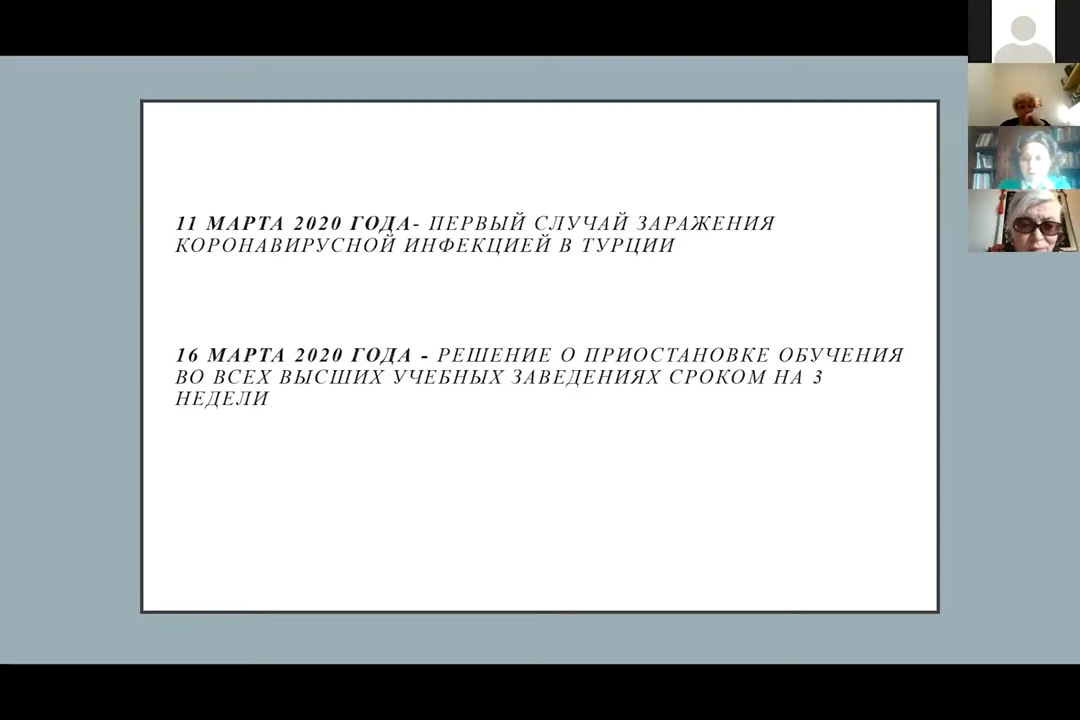 11 МАРТА 2020 ГОДА- ПЕРВЫЙ СЛУЧАЙ ЗАРАЖЕНИЯ
КОРОНАВИРУСНОЙ ИНФЕКЦИЕЙ В ТУРЦИИ
16 МАРТА 2020 ГОДА - РЕШЕНИЕ О ПРИОСТАНОВКЕ ОБУЧЕНИЯ
ВО ВСЕХ ВЫСШИХ УЧЕБНЫХ ЗАВЕДЕНИЯХ СРОКОМ НА 3
НЕДЕЛИ